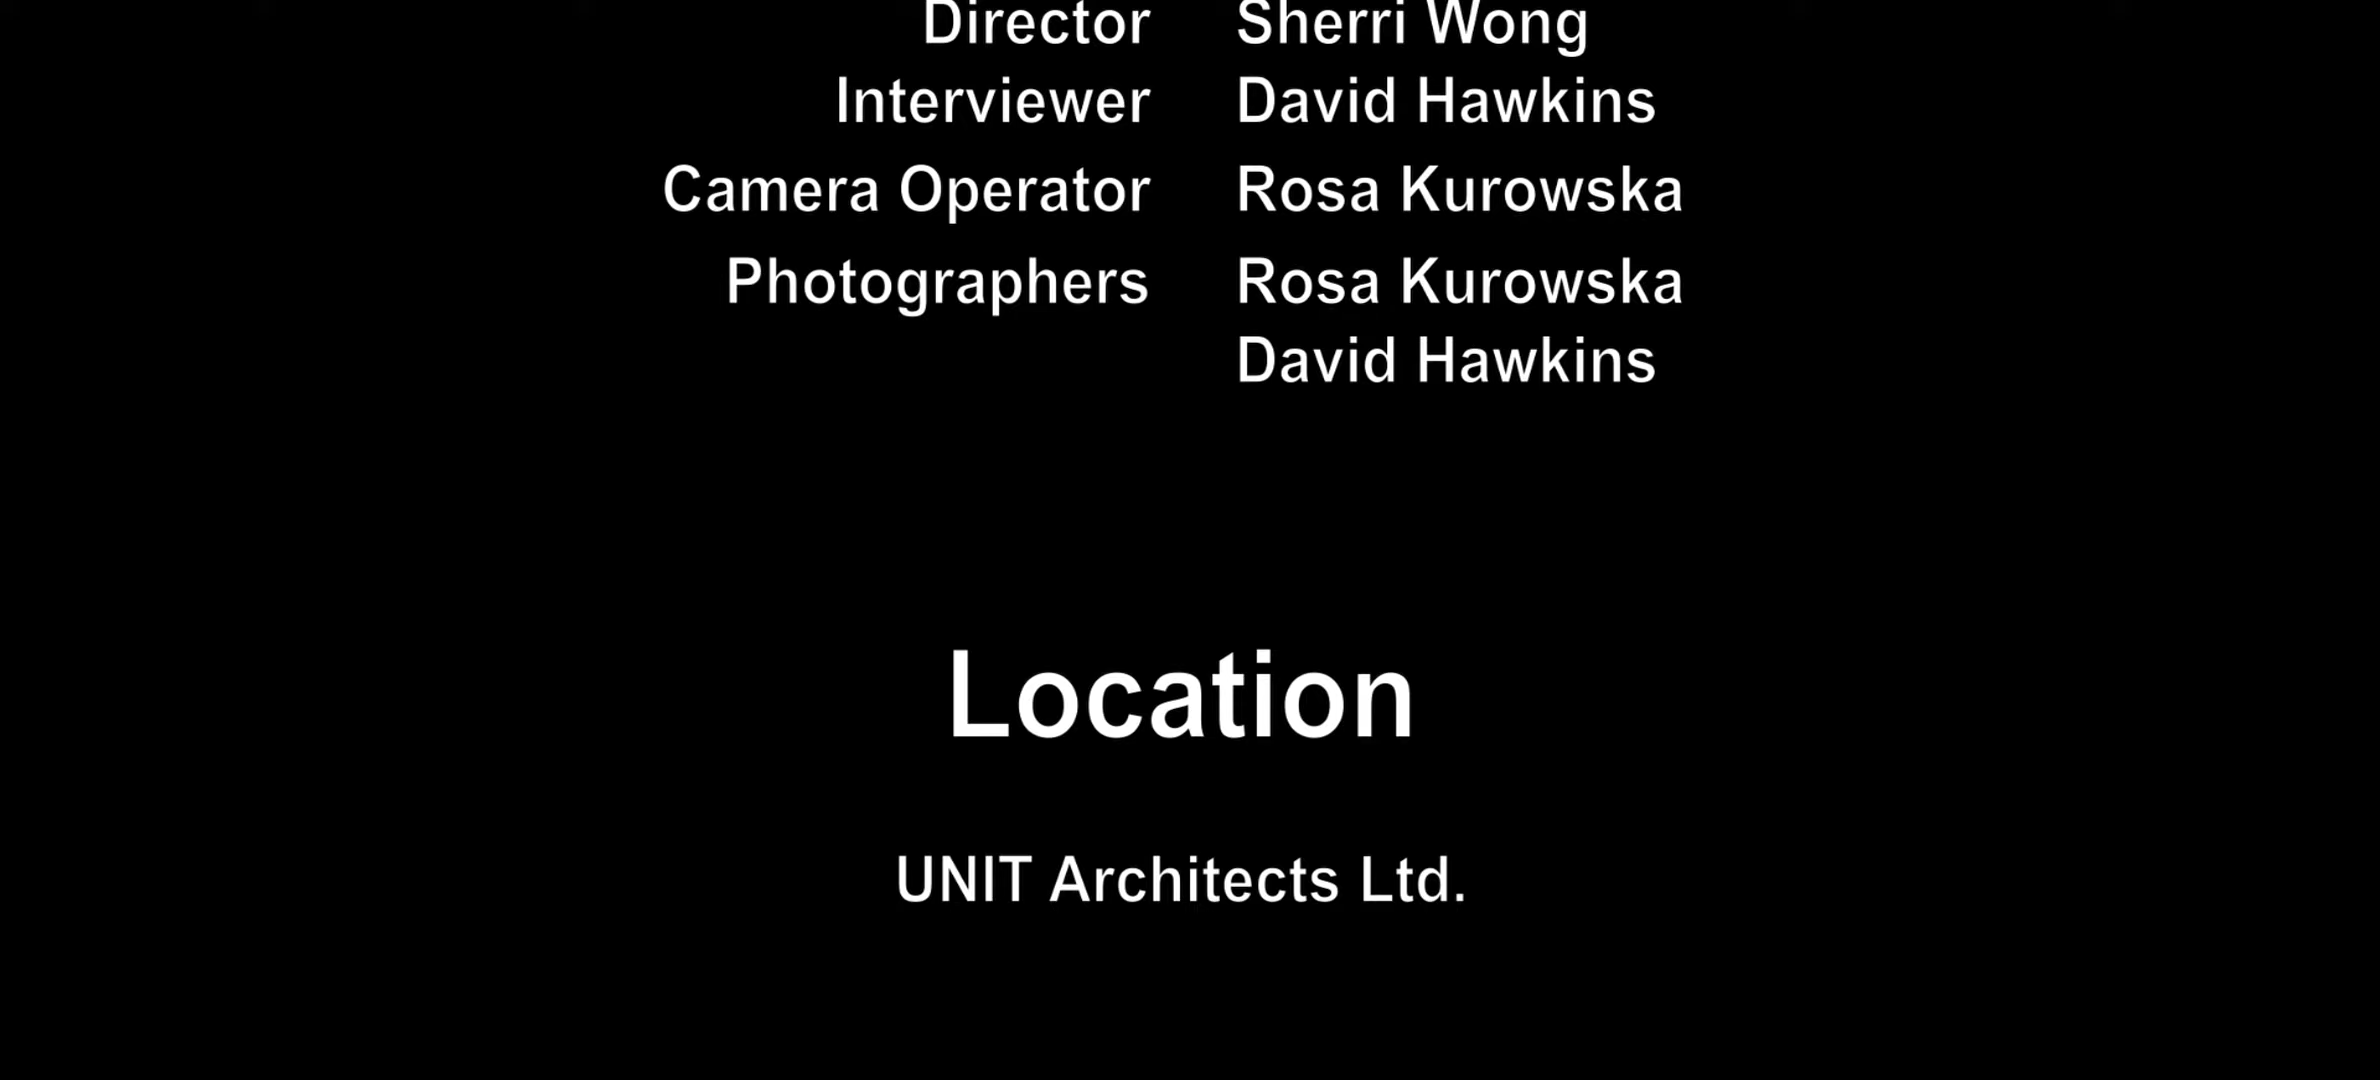 Director Sherri Wong
Interviewer David Hawkins
Camera Operator Rosa Kurowska
Photographers Rosa Kurowska
David Hawkins
Location
UNIT Architects Ltd.